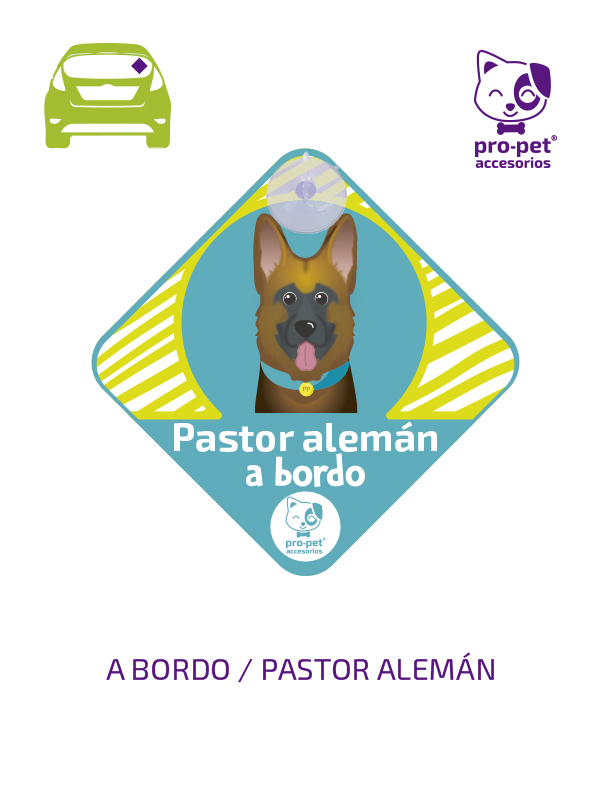 pro-pet®
accesorios
PP
Pastor alemán
a bordo
pro-pet®
accesorios
A BORDO / PASTOR ALEMÁN